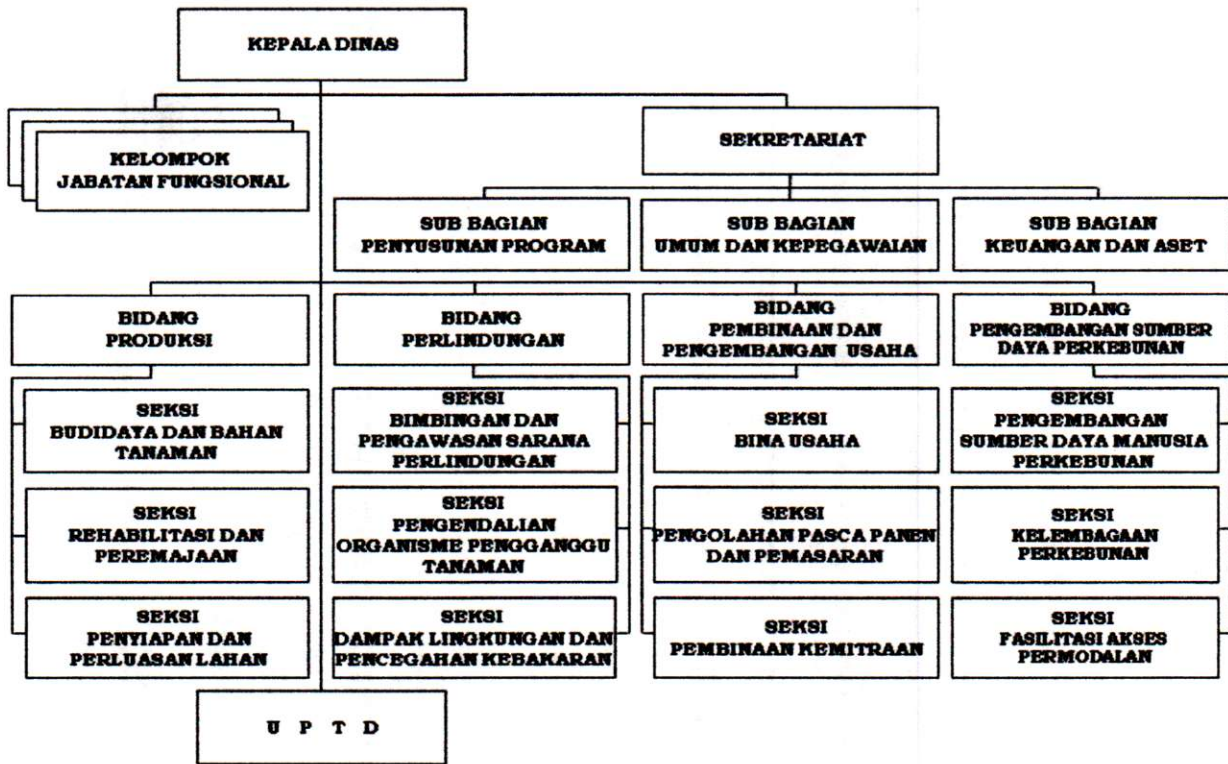 KEPALA DINAS
KELOMPOK
JABATAN FUNGSIONAL
SEKRETARIAT
SUB BAGIAN
PENYUSUNAN PROGRAM
SUB BAGIAN
UMUM DAN KEPEGAWAIAN
SUB BAGIAN
KEUANGAN DAN ASET
BIDANG
PRODUKSI
BIDANG
PERLINDUNGAN
BIDANG
PEMBINAAN DAN
PENGEMBANGAN USAHA
BIDANG
PENGEMBANGAN SUMBER
DAYA PERKEBUNAN
SEKSI
BUDIDAYA DAN BAHAN
TANAMAN
SEKSI
BIMBINGAN DAN
PENGAWASAN SARANA
PERLINDUNGAN
SEKSI
BINA USAHA
SEKSI
PENGEMBANGAN
SUMBER DAYA MANUSIA
PERKEBUNAN
SEKSI
REHABILITASI DAN
PEREMAJAAN
SEKSI
PENGENDALIAN
ORGANISME PENGGANGGU
TANAMAN
SEKSI
PENGOLAHAN PASCA PANEN
DAN PEMASARAN
SEKSI
KELEMBAGAAN
PERKEBUNAN
SEKSI
PENYIAPAN DAN
PERLUASAN LAHAN
SEKSI
DAMPAK LINGKUNGAN DAN
PENCEGAHAN KEBAKARAN
SEKSI
PEMBINAAN KEMITRAAN
SEKSI
FASILITASI AKSES
PERMODALAN
U P T D